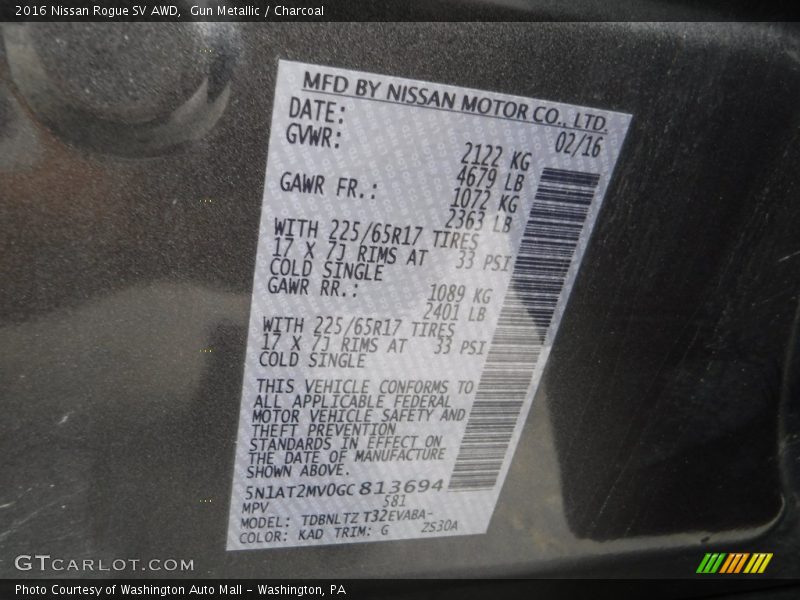 2016 Nissan Rogue SV AWD,  Gun Metallic / Charcoal
MFD BY NISSAN MOTOR CO., LTD.
DATE: 02/16
GVWR: 2122 KG
4679 LB
GAWR FR.: 1072 KG
2363 LB
WITH 225/65R17 TIRES
17 X 7J RIMS AT 33 PSI
COLD SINGLE
GAWR RR.: 1089 KG
2401 LB
WITH 225/65R17 TIRES
17 X 7J RIMS AT 33 PSI
COLD SINGLE
THIS VEHICLE CONFORMS TO
ALL APPLICABLE FEDERAL
MOTOR VEHICLE SAFETY AND
THEFT PREVENTION
STANDARDS IN EFFECT ON
THE DATE OF MANUFACTURE
SHOWN ABOVE.
5N1AT2MV0GC813694
MPV 581
MODEL: TDBNLTZ T32EVABA-
COLOR: KAD TRIM: G ZS30A
GTCARLOT.COM
Photo Courtesy of Washington Auto Mall – Washington, PA